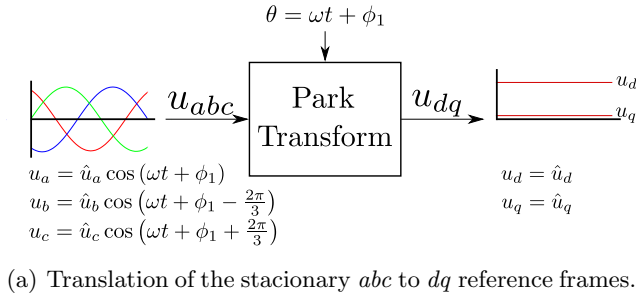 θ = ωt + ϕ₁
u_abc
Park
Transform
u_dq
u_d
u_q
u_a = û_a cos (ωt + ϕ₁)
u_b = û_b cos (ωt + ϕ₁ − 2π/3)
u_c = û_c cos (ωt + ϕ₁ + 2π/3)
u_d = û_d
u_q = û_q
(a) Translation of the stacionary abc to dq reference frames.